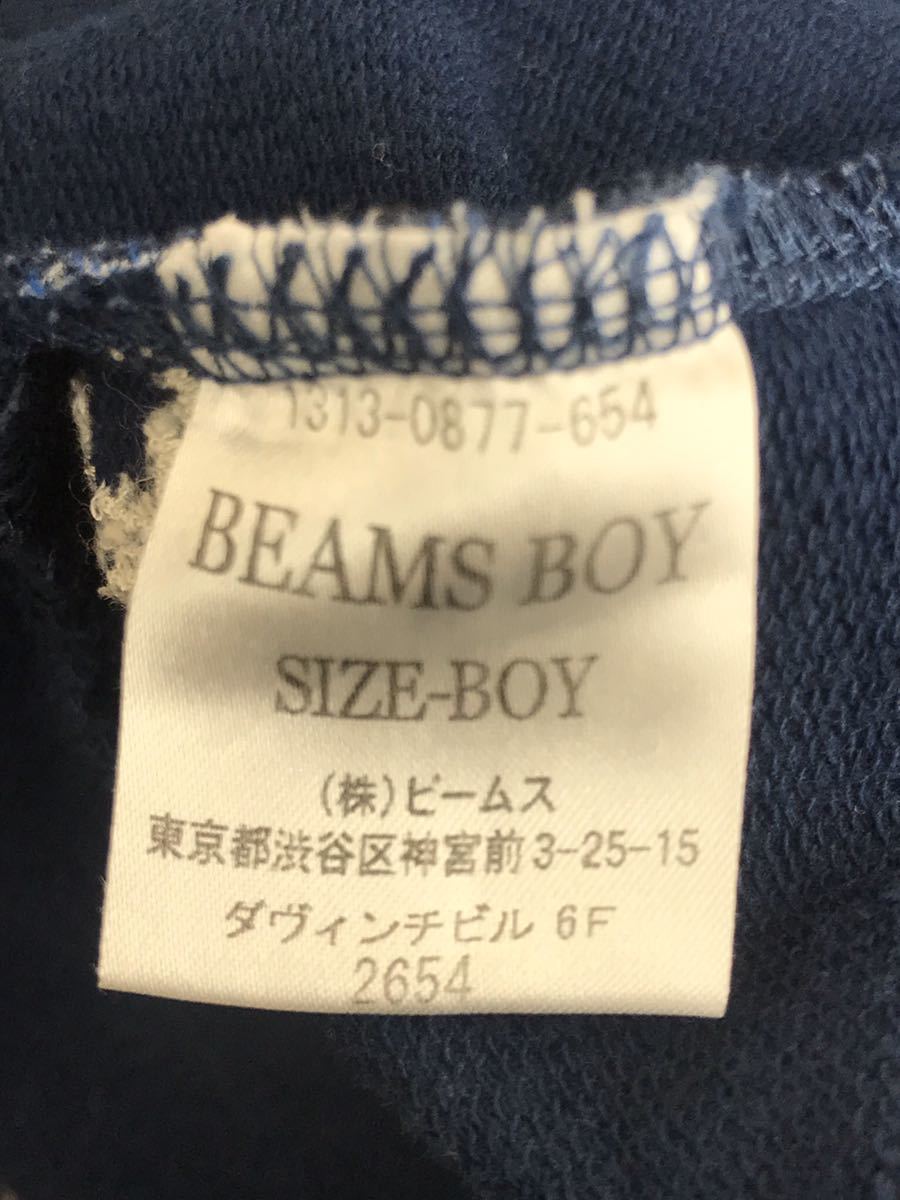 1313-0877-654
BEAMS BOY
SIZE-BOY
(株)ビームス
東京都渋谷区神宮前3-25-15
ダヴィンチビル 6F
2654